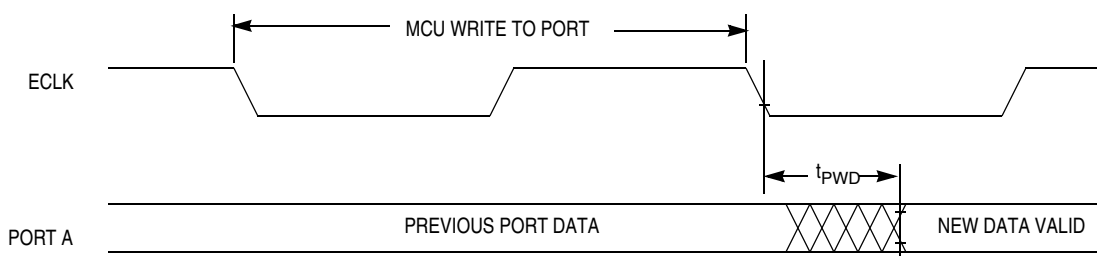 MCU WRITE TO PORT
ECLK
tPWD
PREVIOUS PORT DATA
NEW DATA VALID
PORT A